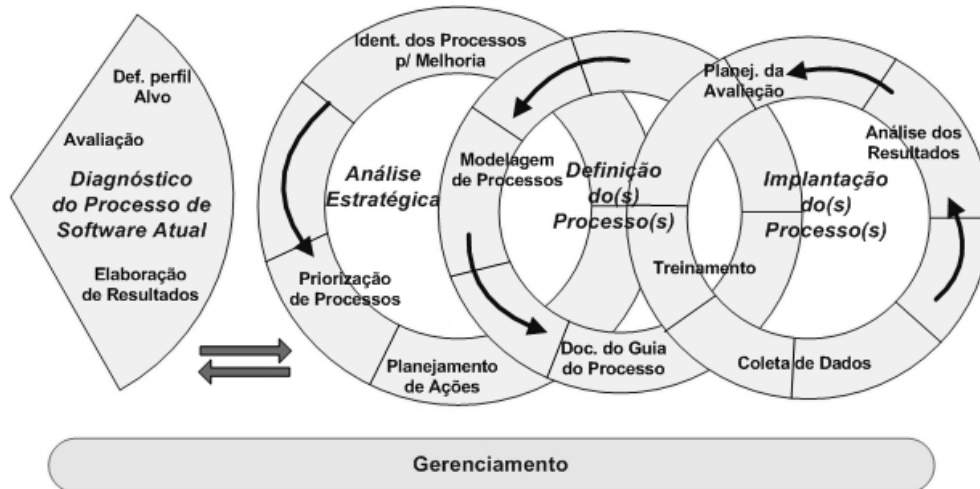 Def. perfil
Alvo
Avaliação
Diagnóstico
do Processo de
Software Atual
Elaboração
de Resultados
Ident. dos Processos
p/ Melhoria
Análise
Estratégica
Priorização
de Processos
Planejamento
de Ações
Modelagem
de Processos
Definição
do(s)
Processo(s)
Doc. do Guia
do Processo
Planej. da
Avaliação
Análise dos
Resultados
Implantação
do(s)
Processo(s)
Treinamento
Coleta de Dados
Gerenciamento